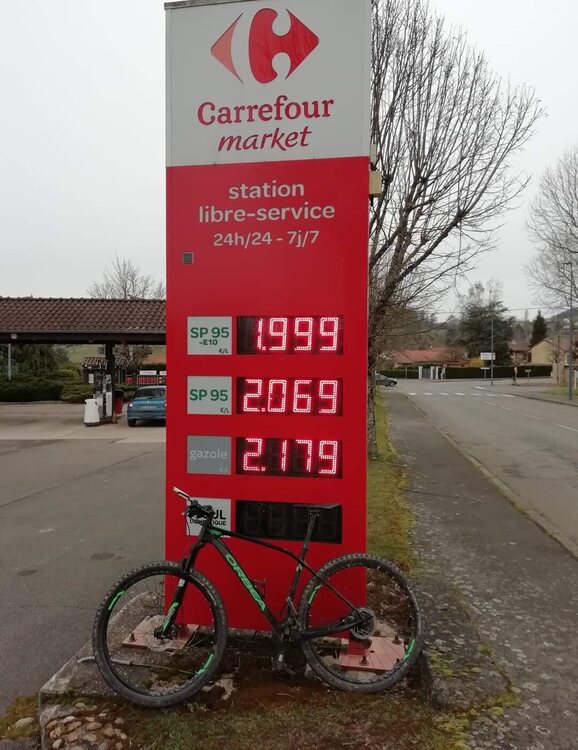 Carrefour
market
station
libre-service
24h/24 - 7j/7
SP 95
-E10
€/L
1.999
SP 95
€/L
2.069
gazole
€/L
2.179
DOMESTIQUE
ORBEA